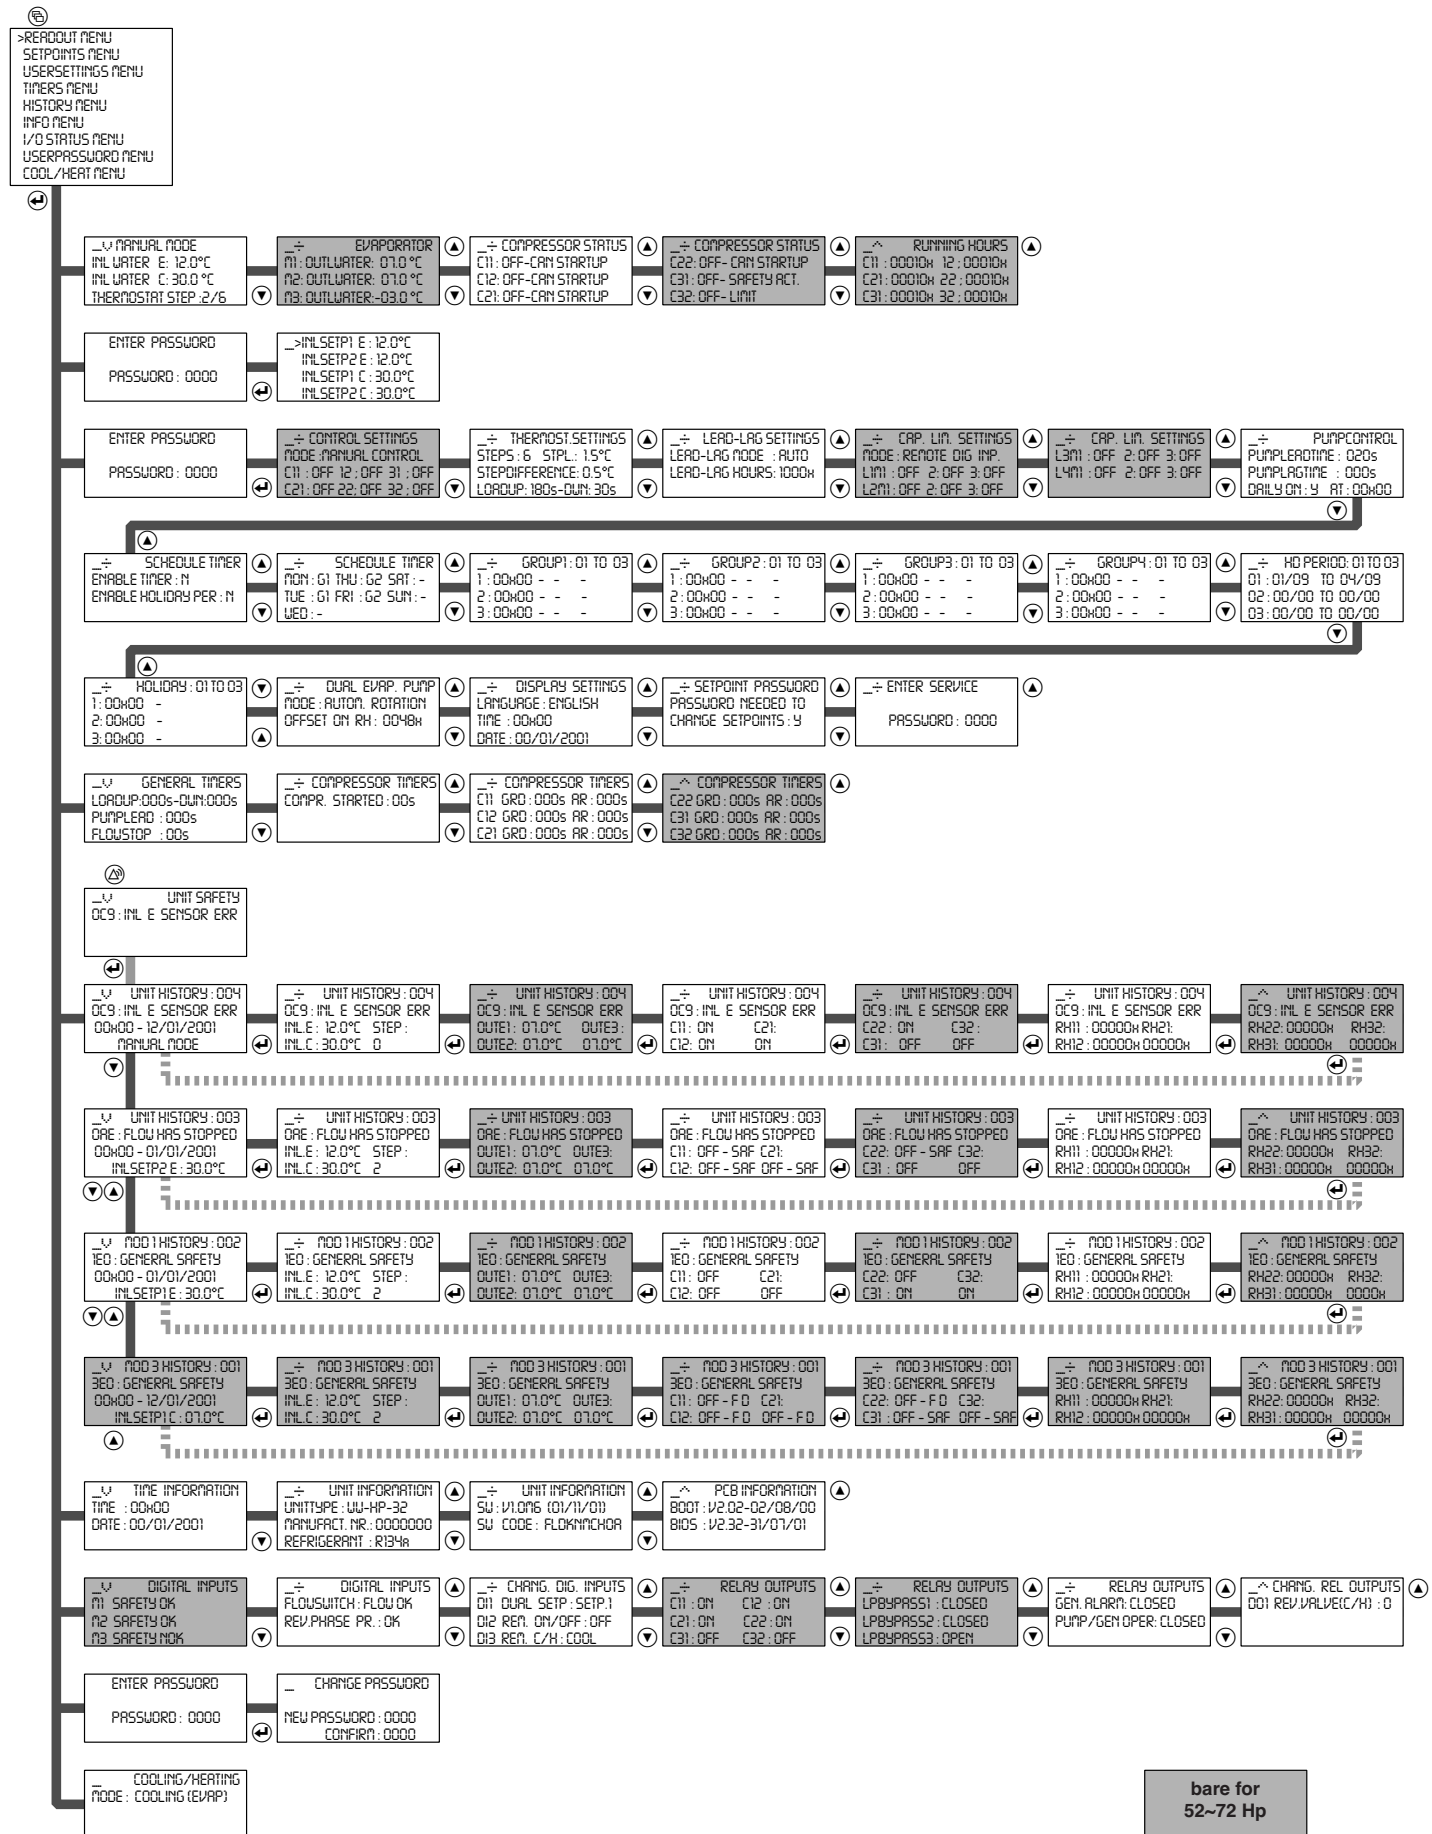 >READOUT MENU
SETPOINTS MENU
USERSETTINGS MENU
TIMERS MENU
HISTORY MENU
INFO MENU
I/O STATUS MENU
USERPASSWORD MENU
COOL/HEAT MENU
_v MANUAL MODE
INL WATER E: 12.0°C
INL WATER C: 30.0 °C
THERMOSTAT STEP :2/6
_÷ EVAPORATOR
M1: OUTLWATER: 07.0 °C
M2: OUTLWATER: 07.0 °C
M3: OUTLWATER:-03.0 °C
_÷ COMPRESSOR STATUS
C11: OFF-CAN STARTUP
C12: OFF-CAN STARTUP
C21: OFF-CAN STARTUP
_÷ COMPRESSOR STATUS
C22: OFF- CAN STARTUP
C31: OFF- SAFETY ACT.
C32: OFF- LIMIT
_^ RUNNING HOURS
C11 : 00010h 12 ; 00010h
C21 : 00010h 22 ; 00010h
C31 : 00010h 32 ; 00010h
ENTER PASSWORD
PASSWORD : 0000
_>INLSETP1 E : 12.0°C
INLSETP2 E : 12.0°C
INLSETP1 C : 30.0°C
INLSETP2 C : 30.0°C
ENTER PASSWORD
PASSWORD : 0000
_÷ CONTROL SETTINGS
MODE :MANUAL CONTROL
C11 : OFF 12 ; OFF 31 ; OFF
C21 : OFF 22; OFF 32 ; OFF
_÷ THERMOST.SETTINGS
STEPS : 6 STPL.: 1.5°C
STEPDIFFERENCE: 0.5°C
LOADUP: 180s-DWN: 30s
_÷ LEAD-LAG SETTINGS
LEAD-LAG MODE : AUTO
LEAD-LAG HOURS: 1000h
_÷ CAP. LIM. SETTINGS
MODE : REMOTE DIG INP.
L1M1 : OFF 2: OFF 3: OFF
L2M1 : OFF 2: OFF 3: OFF
_÷ CAP. LIM. SETTINGS
L3M1 : OFF 2: OFF 3: OFF
L4M1 : OFF 2: OFF 3: OFF
_÷ PUMPCONTROL
PUMPLEADTIME : 020s
PUMPLAGTIME : 000s
DAILY ON : Y AT : 00h00
_÷ SCHEDULE TIMER
ENABLE TIMER : N
ENABLE HOLIDAY PER : N
_÷ SCHEDULE TIMER
MON : G1 THU : G2 SAT : -
TUE : G1 FRI : G2 SUN : -
WED : -
_÷ GROUP1 : 01 TO 03
1 : 00h00 - - -
2 : 00h00 - - -
3 : 00h00 - - -
_÷ GROUP2 : 01 TO 03
1 : 00h00 - - -
2 : 00h00 - - -
3 : 00h00 - - -
_÷ GROUP3 : 01 TO 03
1 : 00h00 - - -
2 : 00h00 - - -
3 : 00h00 - - -
_÷ GROUP4 : 01 TO 03
1 : 00h00 - - -
2 : 00h00 - - -
3 : 00h00 - - -
_÷ HD PERIOD: 01 TO 03
01 : 01/09 TO 04/09
02 : 00/00 TO 00/00
03 : 00/00 TO 00/00
_÷ HOLIDAY : 01 TO 03
1: 00h00 -
2: 00h00 -
3: 00h00 -
_÷ DUAL EVAP. PUMP
MODE : AUTOM. ROTATION
OFFSET ON RH : 0048h
_÷ DISPLAY SETTINGS
LANGUAGE : ENGLISH
TIME : 00h00
DATE : 00/01/2001
_÷ SETPOINT PASSWORD
PASSWORD NEEDED TO
CHANGE SETPOINTS : Y
_÷ ENTER SERVICE
PASSWORD : 0000
_v GENERAL TIMERS
LOADUP:000s-DWN:000s
PUMPLEAD : 000s
FLOWSTOP : 00s
_÷ COMPRESSOR TIMERS
COMPR. STARTED : 00s
_÷ COMPRESSOR TIMERS
C11 GRD : 000s AR : 000s
C12 GRD : 000s AR : 000s
C21 GRD : 000s AR : 000s
_^ COMPRESSOR TIMERS
C22 GRD : 000s AR : 000s
C31 GRD : 000s AR : 000s
C32 GRD : 000s AR : 000s
_v UNIT SAFETY
0C9 : INL E SENSOR ERR
_v UNIT HISTORY : 004
0C9 : INL E SENSOR ERR
00h00 - 12/01/2001
MANUAL MODE
_÷ UNIT HISTORY : 004
0C9 : INL E SENSOR ERR
INL.E : 12.0°C STEP :
INL.C : 30.0°C 0
_÷ UNIT HISTORY : 004
0C9 : INL E SENSOR ERR
OUTE1 : 07.0°C OUTE3 :
OUTE2: 07.0°C 07.0°C
_÷ UNIT HISTORY : 004
0C9 : INL E SENSOR ERR
C11 : ON C21:
C12: ON ON
_÷ UNIT HISTORY : 004
0C9 : INL E SENSOR ERR
C22 : ON C32 :
C31 : OFF OFF
_÷ UNIT HISTORY : 004
0C9 : INL E SENSOR ERR
RH11 : 00000h RH21:
RH12 : 00000h 00000h
_^ UNIT HISTORY : 004
0C9 : INL E SENSOR ERR
RH22: 00000h RH32:
RH31: 00000h 00000h
_v UNIT HISTORY : 003
0AE : FLOW HAS STOPPED
00h00 - 01/01/2001
INLSETP2 E : 30.0°C
_÷ UNIT HISTORY : 003
0AE : FLOW HAS STOPPED
INL.E : 12.0°C STEP :
INL.C : 30.0°C 2
_÷ UNIT HISTORY : 003
0AE : FLOW HAS STOPPED
OUTE1 : 07.0°C OUTE3:
OUTE2: 07.0°C 07.0°C
_÷ UNIT HISTORY : 003
0AE : FLOW HAS STOPPED
C11 : OFF - SAF C21:
C12: OFF - SAF OFF - SAF
_÷ UNIT HISTORY : 003
0AE : FLOW HAS STOPPED
C22: OFF - SAF C32:
C31 : OFF OFF
_÷ UNIT HISTORY : 003
0AE : FLOW HAS STOPPED
RH11 : 00000h RH21:
RH12 : 00000h 00000h
_^ UNIT HISTORY : 003
0AE : FLOW HAS STOPPED
RH22: 00000h RH32:
RH31 : 00000h 00000h
_v MOD 1 HISTORY : 002
1E0 : GENERAL SAFETY
00h00 - 01/01/2001
INLSETP1 E : 30.0°C
_÷ MOD 1 HISTORY : 002
1E0 : GENERAL SAFETY
INL.E : 12.0°C STEP :
INL.C : 30.0°C 2
_÷ MOD 1 HISTORY : 002
1E0 : GENERAL SAFETY
OUTE1 : 07.0°C OUTE3:
OUTE2: 07.0°C 07.0°C
_÷ MOD 1 HISTORY : 002
1E0 : GENERAL SAFETY
C11 : OFF C21:
C12: OFF OFF
_÷ MOD 1 HISTORY : 002
1E0 : GENERAL SAFETY
C22: OFF C32:
C31 : ON ON
_÷ MOD 1 HISTORY : 002
1E0 : GENERAL SAFETY
RH11 : 00000h RH21:
RH12 : 00000h 00000h
_^ MOD 1 HISTORY : 002
1E0 : GENERAL SAFETY
RH22: 00000h RH32:
RH31 : 00000h 0000h
_v MOD 3 HISTORY : 001
3E0 : GENERAL SAFETY
00h00 - 12/01/2001
INLSETP1 C : 07.0°C
_÷ MOD 3 HISTORY : 001
3E0 : GENERAL SAFETY
INL.E : 12.0°C STEP :
INL.C : 30.0°C 2
_÷ MOD 3 HISTORY : 001
3E0 : GENERAL SAFETY
OUTE1 : 07.0°C OUTE3:
OUTE2: 07.0°C 07.0°C
_÷ MOD 3 HISTORY : 001
3E0 : GENERAL SAFETY
C11: OFF - F D C21:
C12: OFF - F D OFF - F D
_÷ MOD 3 HISTORY : 001
3E0 : GENERAL SAFETY
C22: OFF - F D C32:
C31 : OFF - SAF OFF - SAF
_÷ MOD 3 HISTORY : 001
3E0 : GENERAL SAFETY
RH11 : 00000h RH21:
RH12 : 00000h 00000h
_^ MOD 3 HISTORY : 001
3E0 : GENERAL SAFETY
RH22: 00000h RH32:
RH31 : 00000h 00000h
_v TIME INFORMATION
TIME : 00h00
DATE : 00/01/2001
_÷ UNIT INFORMATION
UNITTYPE : WW-HP-32
MANUFACT. NR.: 0000000
REFRIGERANT : R134a
_÷ UNIT INFORMATION
SW : V1.0M6 (01/11/01)
SW CODE : FLDKNMCHOA
_^ PCB INFORMATION
BOOT : V2.02-02/08/00
BIOS : V2.32-31/07/01
_v DIGITAL INPUTS
M1 SAFETY OK
M2 SAFETY OK
M3 SAFETY NOK
_÷ DIGITAL INPUTS
FLOWSWITCH : FLOW OK
REV.PHASE PR. : OK
_÷ CHANG. DIG. INPUTS
DI1 DUAL SETP : SETP.1
DI2 REM. ON/OFF : OFF
DI3 REM. C/H : COOL
_÷ RELAY OUTPUTS
C11 : ON C12 : ON
C21 : ON C22 : ON
C31 : OFF C32 : OFF
_÷ RELAY OUTPUTS
LPBYPASS1 : CLOSED
LPBYPASS2 : CLOSED
LPBYPASS3 : OPEN
_÷ RELAY OUTPUTS
GEN. ALARM: CLOSED
PUMP/GEN OPER: CLOSED
_^ CHANG. REL OUTPUTS
DO1 REV.VALVE(C/H) : 0
ENTER PASSWORD
PASSWORD : 0000
_ CHANGE PASSWORD
NEW PASSWORD : 0000
CONFIRM : 0000
_ COOLING/HEATING
MODE : COOLING (EVAP)
bare for
52~72 Hp